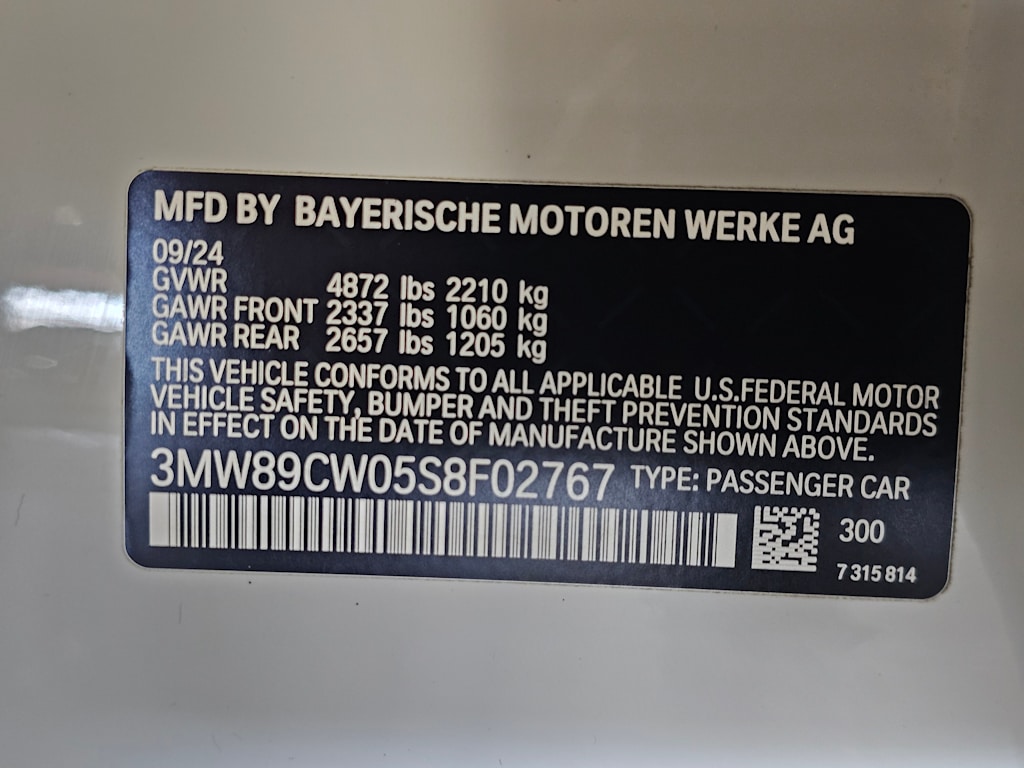 MFD BY BAYERISCHE MOTOREN WERKE AG
09/24
GVWR 4872 lbs 2210 kg
GAWR FRONT 2337 lbs 1060 kg
GAWR REAR 2657 lbs 1205 kg
THIS VEHICLE CONFORMS TO ALL APPLICABLE U.S.FEDERAL MOTOR
VEHICLE SAFETY, BUMPER AND THEFT PREVENTION STANDARDS
IN EFFECT ON THE DATE OF MANUFACTURE SHOWN ABOVE.
3MW89CW05S8F02767 TYPE: PASSENGER CAR
300
7 315 814